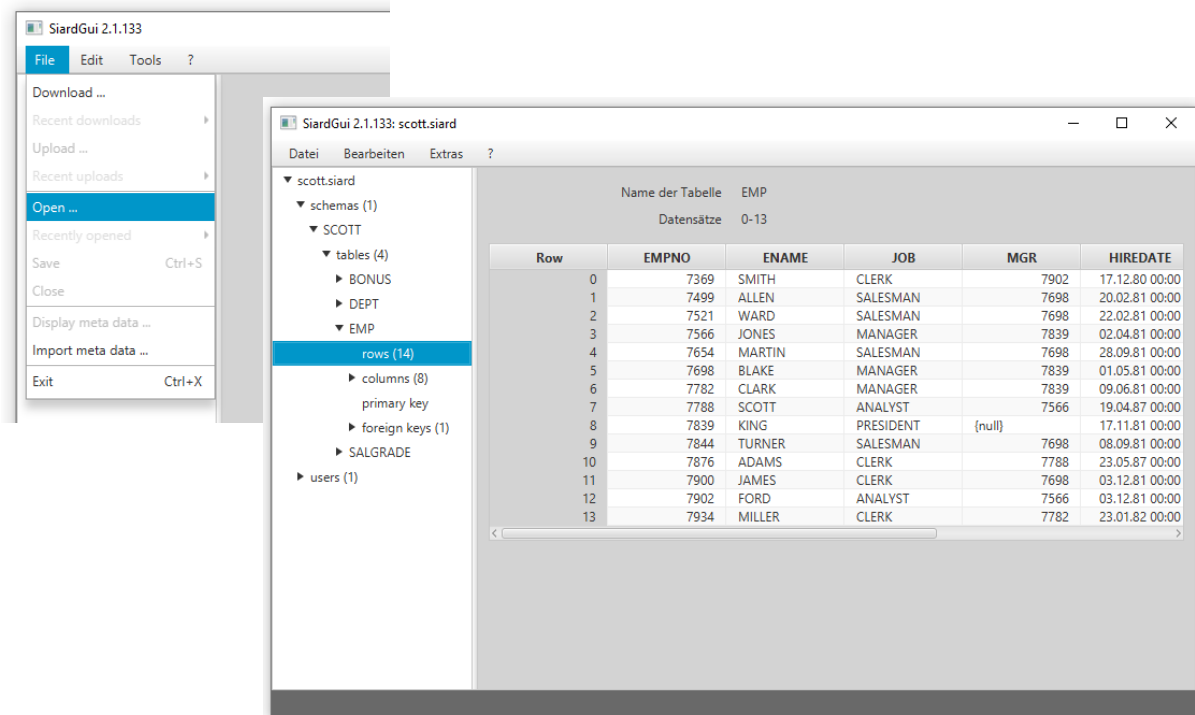 SiardGui 2.1.133
File Edit Tools ?
Download ...
Recent downloads
Upload ...
Recent uploads
Open ...
Recently opened
Save Ctrl+S
Close
Display meta data ...
Import meta data ...
Exit Ctrl+X
SiardGui 2.1.133: scott.siard
Datei Bearbeiten Extras ?
scott.siard
schemas (1)
SCOTT
tables (4)
BONUS
DEPT
EMP
rows (14)
columns (8)
primary key
foreign keys (1)
SALGRADE
users (1)
Name der Tabelle EMP
Datensätze 0-13
Row EMPNO ENAME JOB MGR HIREDATE
0 7369 SMITH CLERK 7902 17.12.80 00:00
1 7499 ALLEN SALESMAN 7698 20.02.81 00:00
2 7521 WARD SALESMAN 7698 22.02.81 00:00
3 7566 JONES MANAGER 7839 02.04.81 00:00
4 7654 MARTIN SALESMAN 7698 28.09.81 00:00
5 7698 BLAKE MANAGER 7839 01.05.81 00:00
6 7782 CLARK MANAGER 7839 09.06.81 00:00
7 7788 SCOTT ANALYST 7566 19.04.87 00:00
8 7839 KING PRESIDENT {null} 17.11.81 00:00
9 7844 TURNER SALESMAN 7698 08.09.81 00:00
10 7876 ADAMS CLERK 7788 23.05.87 00:00
11 7900 JAMES CLERK 7698 03.12.81 00:00
12 7902 FORD ANALYST 7566 03.12.81 00:00
13 7934 MILLER CLERK 7782 23.01.82 00:00